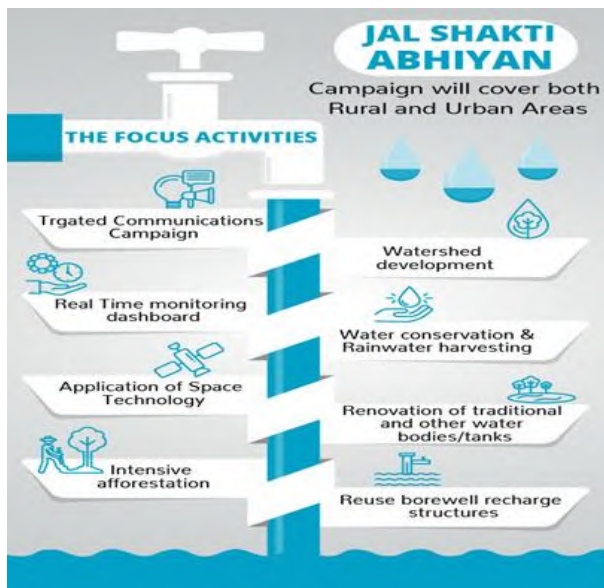 JAL SHAKTI
ABHIYAN
Campaign will cover both
Rural and Urban Areas
THE FOCUS ACTIVITIES
Trgated Communications
Campaign
Watershed
development
Real Time monitoring
dashboard
Water conservation &
Rainwater harvesting
Application of Space
Technology
Renovation of traditional
and other water
bodies/tanks
Intensive
afforestation
Reuse borewell recharge
structures